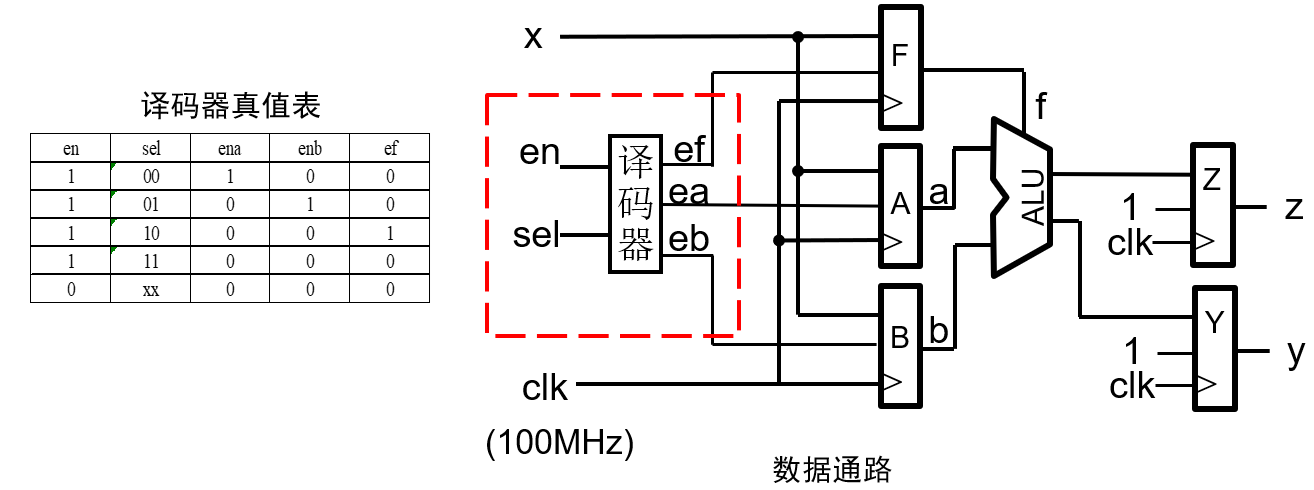 译码器真值表
en sel ena enb ef
1 00 1 0 0
1 01 0 1 0
1 10 0 0 1
1 11 0 0 0
0 xx 0 0 0
x
F
f
en
译码器
ef
ea
eb
sel
A
a
ALU
Z
1
clk
z
B
b
Y
1
clk
y
clk
(100MHz)
数据通路